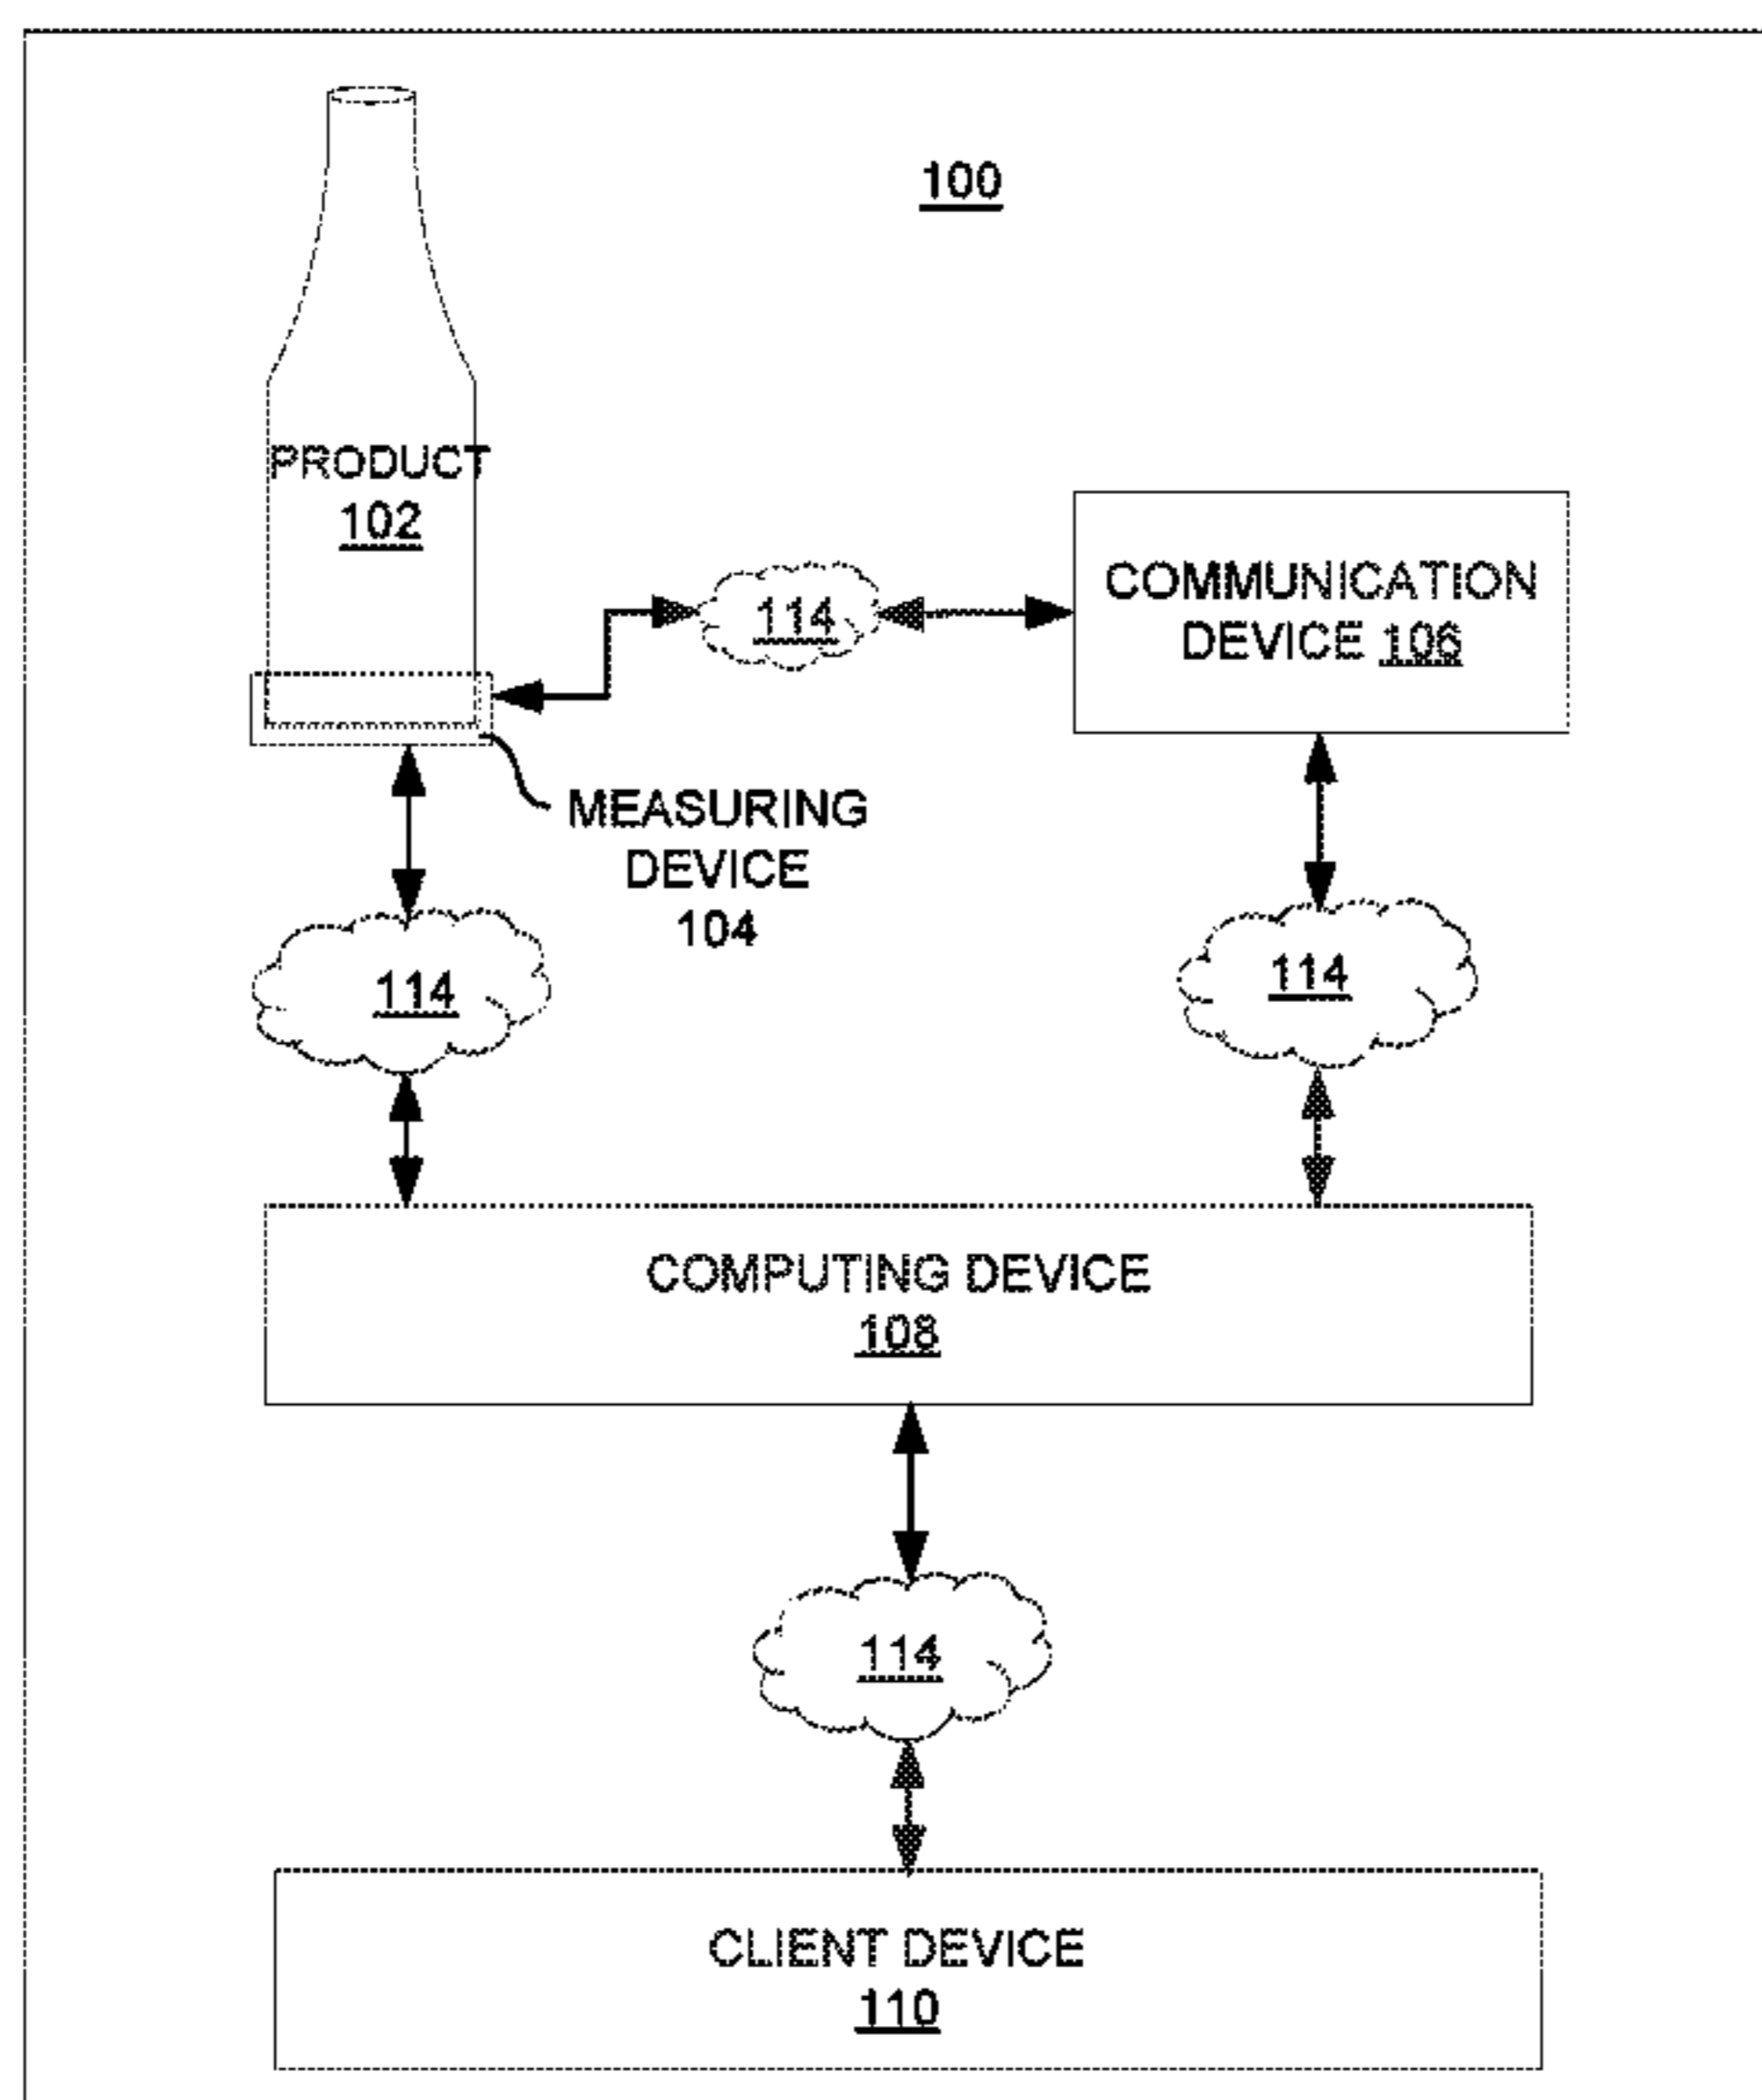 100
PRODUCT
102
114
COMMUNICATION
DEVICE 106
MEASURING
DEVICE
104
114
114
COMPUTING DEVICE
108
114
CLIENT DEVICE
110